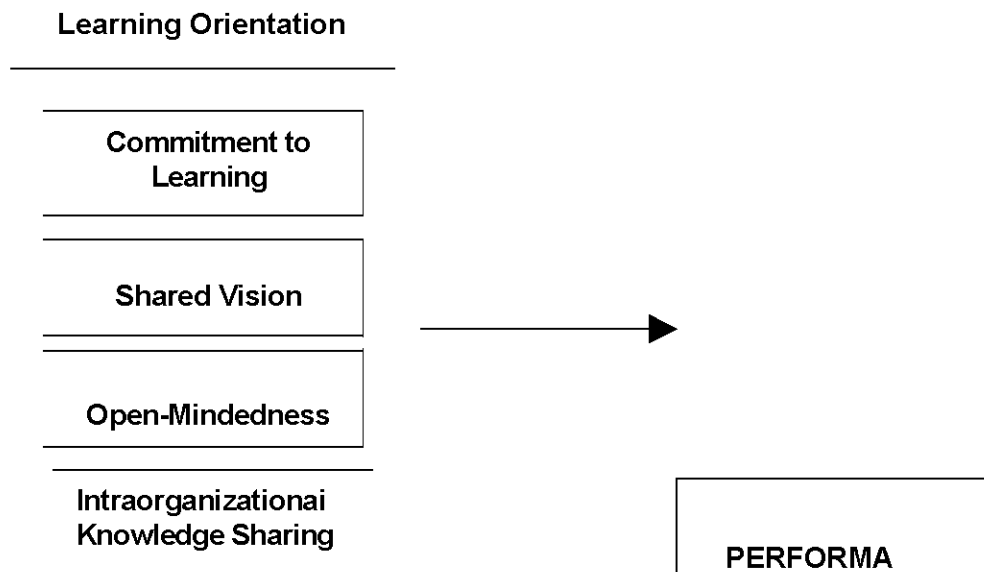 Learning Orientation
Commitment to
Learning
Shared Vision
Open-Mindedness
Intraorganizationai
Knowledge Sharing
PERFORMA